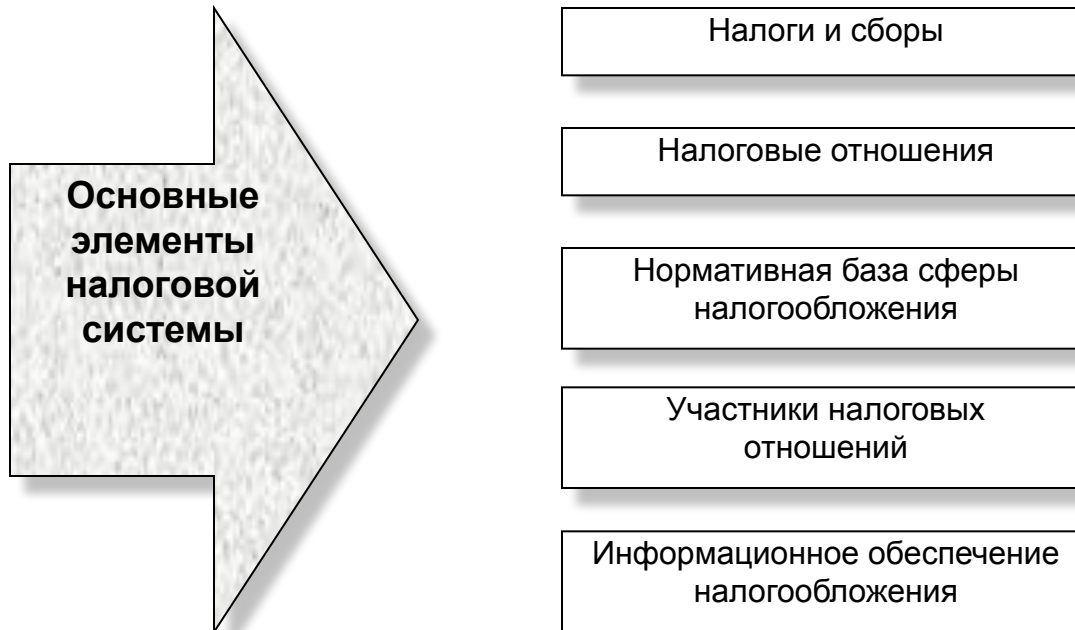 Основные
элементы
налоговой
системы
Налоги и сборы
Налоговые отношения
Нормативная база сферы
налогообложения
Участники налоговых
отношений
Информационное обеспечение
налогообложения